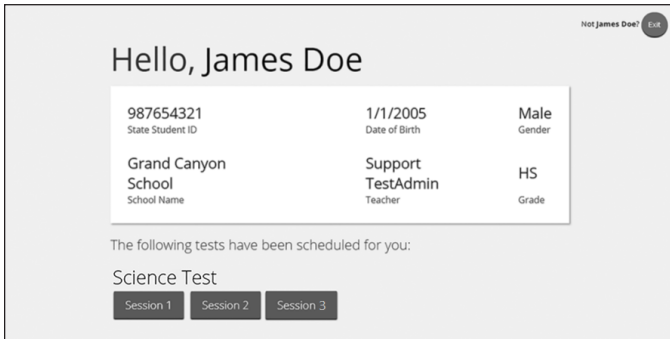 Not James Doe? Exit
Hello, James Doe
987654321 1/1/2005 Male
State Student ID Date of Birth Gender
Grand Canyon School Support TestAdmin HS
School Name Teacher Grade
The following tests have been scheduled for you:
Science Test
Session 1 Session 2 Session 3